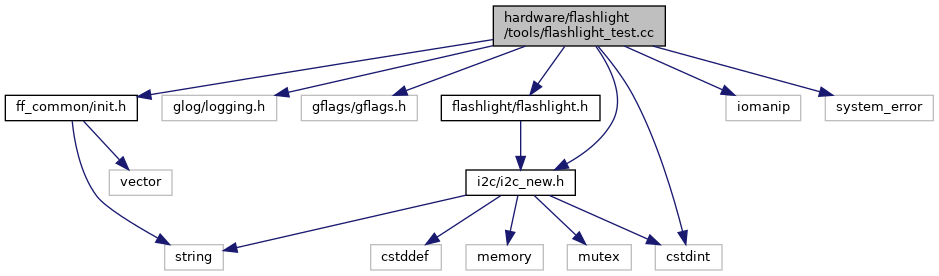 hardware/flashlight
/tools/flashlight_test.cc
ff_common/init.h
glog/logging.h
gflags/gflags.h
flashlight/flashlight.h
iomanip
system_error
vector
i2c/i2c_new.h
string
cstddef
memory
mutex
cstdint